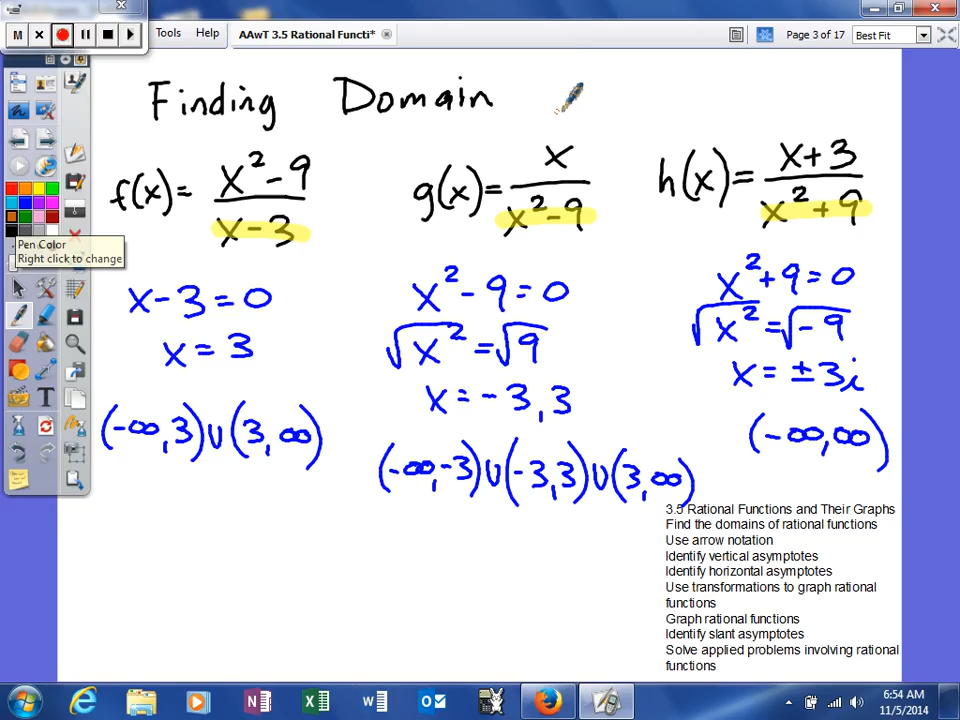 M
Tools Help AAwT 3.5 Rational Functi* Page 3 of 17 Best Fit
Finding Domain
f(x) = x²-9 / x-3
g(x) = x / x²-9
h(x) = x+3 / x²+9
Pen Color
Right click to change
x-3=0
x = 3
(-∞,3)∪(3,∞)
x²-9=0
√x² = √9
x = -3,3
(-∞,-3)∪(-3,3)∪(3,∞)
x²+9=0
√x² = √-9
x = ±3i
(-∞,∞)
3.5 Rational Functions and Their Graphs
Find the domains of rational functions
Use arrow notation
Identify vertical asymptotes
Identify horizontal asymptotes
Use transformations to graph rational
functions
Graph rational functions
Identify slant asymptotes
Solve applied problems involving rational
functions
6:54 AM
11/5/2014